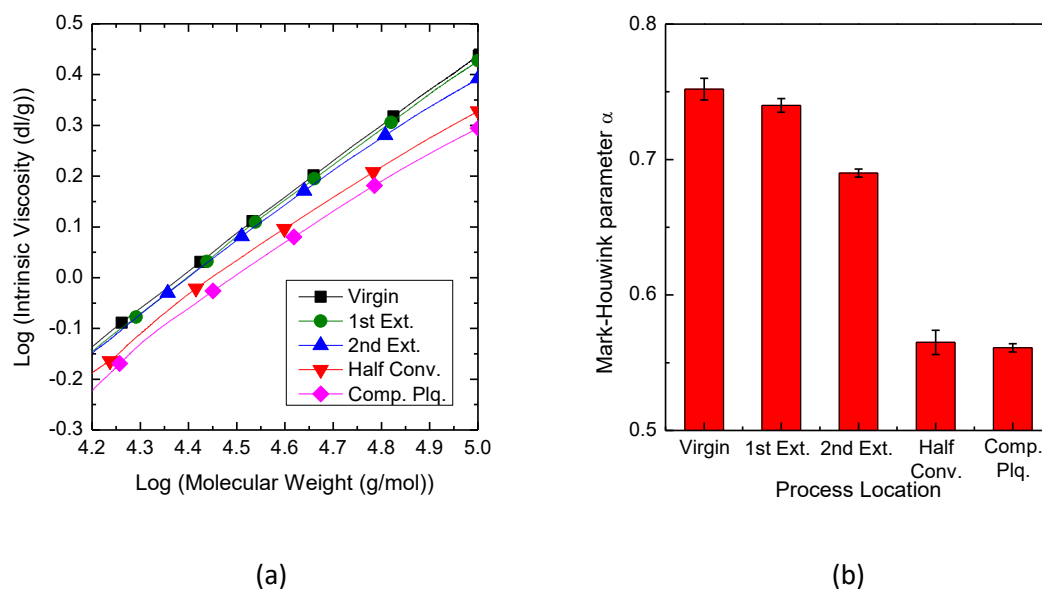 0.5
0.4
0.3
0.2
0.1
0.0
-0.1
-0.2
-0.3
Log (Intrinsic Viscosity (dl/g))
Virgin
1st Ext.
2nd Ext.
Half Conv.
Comp. Plq.
4.2 4.3 4.4 4.5 4.6 4.7 4.8 4.9 5.0
Log (Molecular Weight (g/mol))
(a)
0.8
0.7
0.6
0.5
Mark-Houwink parameter α
Virgin 1st Ext. 2nd Ext. Half Comp.
Conv. Plq.
Process Location
(b)